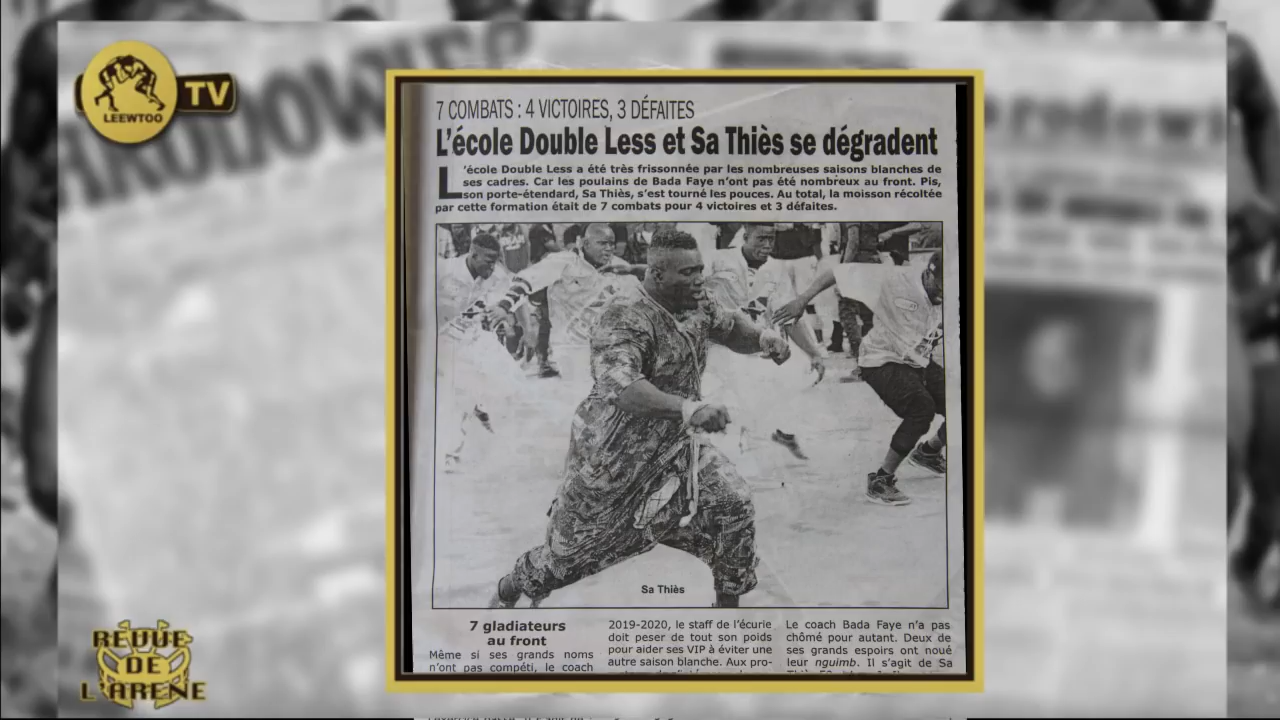 LEEWTOO
TV
7 COMBATS : 4 VICTOIRES, 3 DÉFAITES
L'école Double Less et Sa Thiès se dégradent
L'école Double Less a été très frissonnée par les nombreuses saisons blanches de
ses cadres. Car les poulains de Bada Faye n'ont pas été nombreux au front. Pis,
son porte-étendard, Sa Thiès, s'est tourné les pouces. Au total, la moisson récoltée
par cette formation était de 7 combats pour 4 victoires et 3 défaites.
Sa Thiès
7 gladiateurs
au front
Même si ses grands noms
n'ont pas compéti, le coach
2019-2020, le staff de l'écurie
doit peser de tout son poids
pour aider ses VIP à éviter une
autre saison blanche. Aux pro-
Le coach Bada Faye n'a pas
chômé pour autant. Deux de
ses grands espoirs ont noué
leur nguimb. Il s'agit de Sa
REVUE
DE
L'ARENE